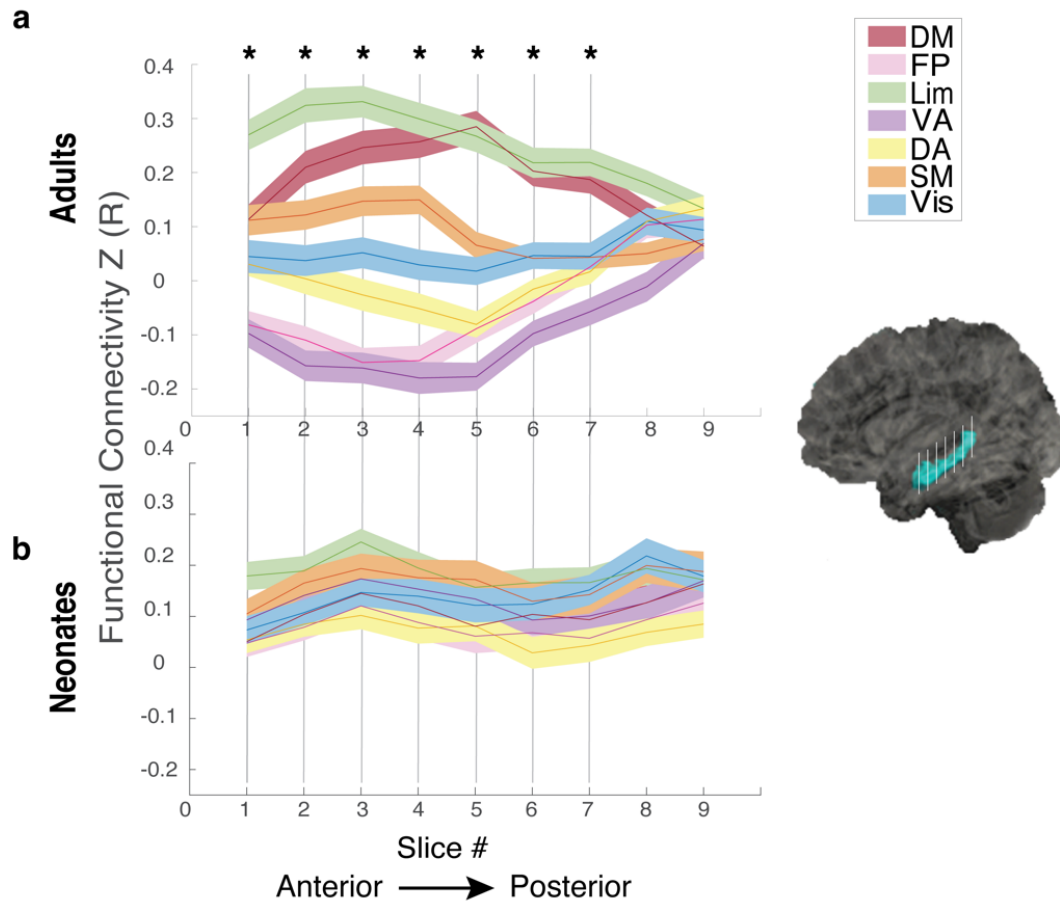 a
* * * * * * *
DM
FP
Lim
VA
DA
SM
Vis
Adults
Functional Connectivity Z (R)
0.4
0.3
0.2
0.1
0
-0.1
-0.2
0 1 2 3 4 5 6 7 8 9
b
Neonates
0.4
0.3
0.2
0.1
0
-0.1
-0.2
0 1 2 3 4 5 6 7 8 9
Slice #
Anterior → Posterior